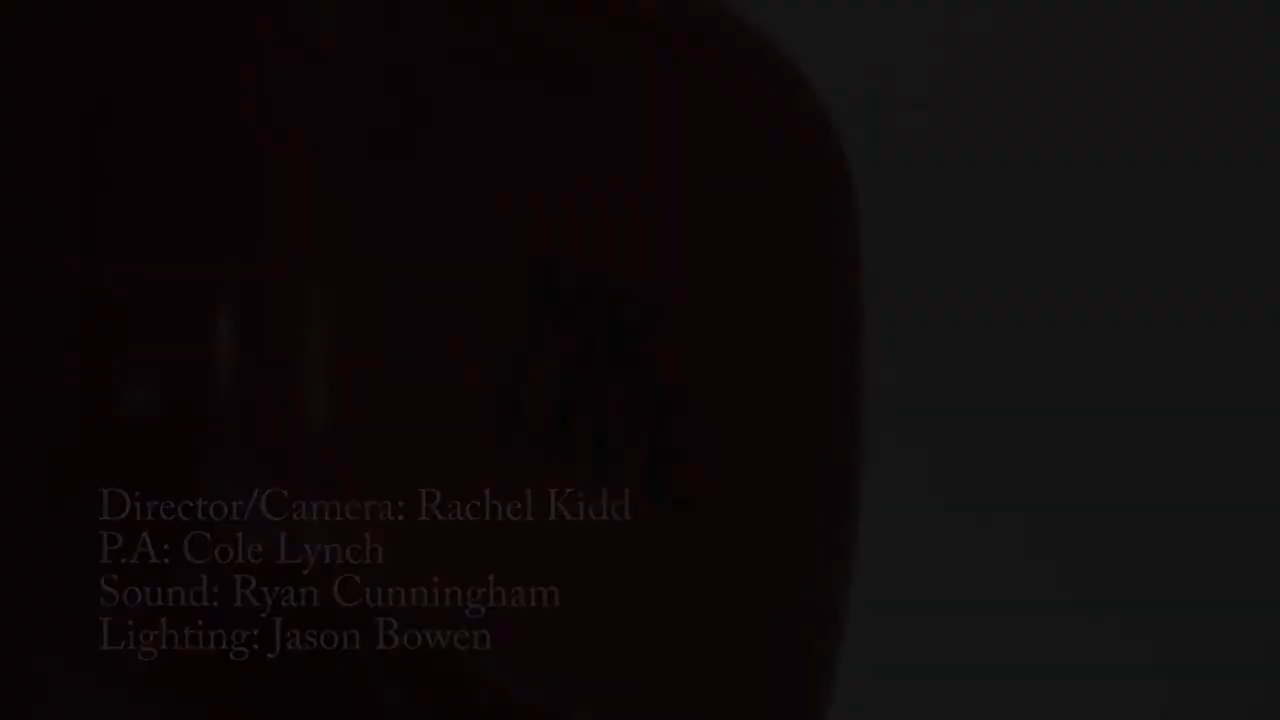 Director/Camera: Rachel Kidd
P.A: Cole Lynch
Sound: Ryan Cunningham
Lighting: Jason Bowen